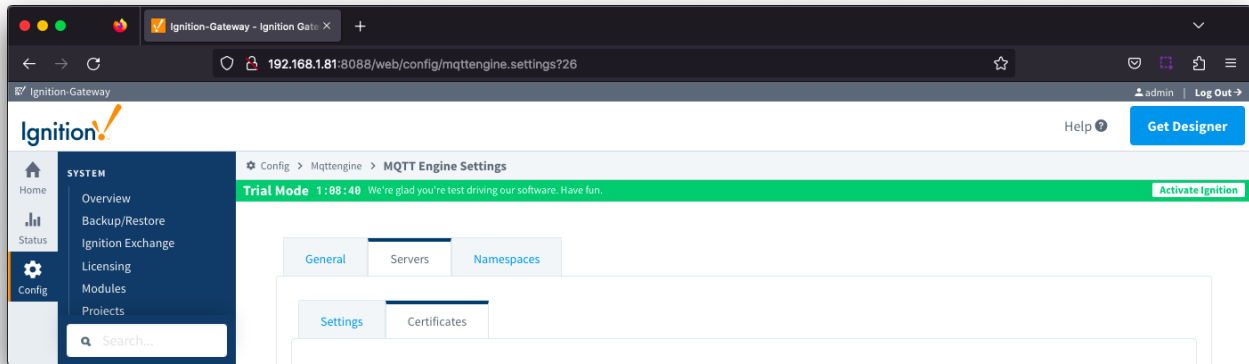 Ignition-Gateway - Ignition Gate
192.168.1.81:8088/web/config/mqttengine.settings?26
Ignition-Gateway
admin | Log Out
Ignition!
Help
Get Designer
Home
Status
Config
SYSTEM
Overview
Backup/Restore
Ignition Exchange
Licensing
Modules
Projects
Search...
Config > Mqttengine > MQTT Engine Settings
Trial Mode 1:08:40 We're glad you're test driving our software. Have fun.
Activate Ignition
General Servers Namespaces
Settings Certificates